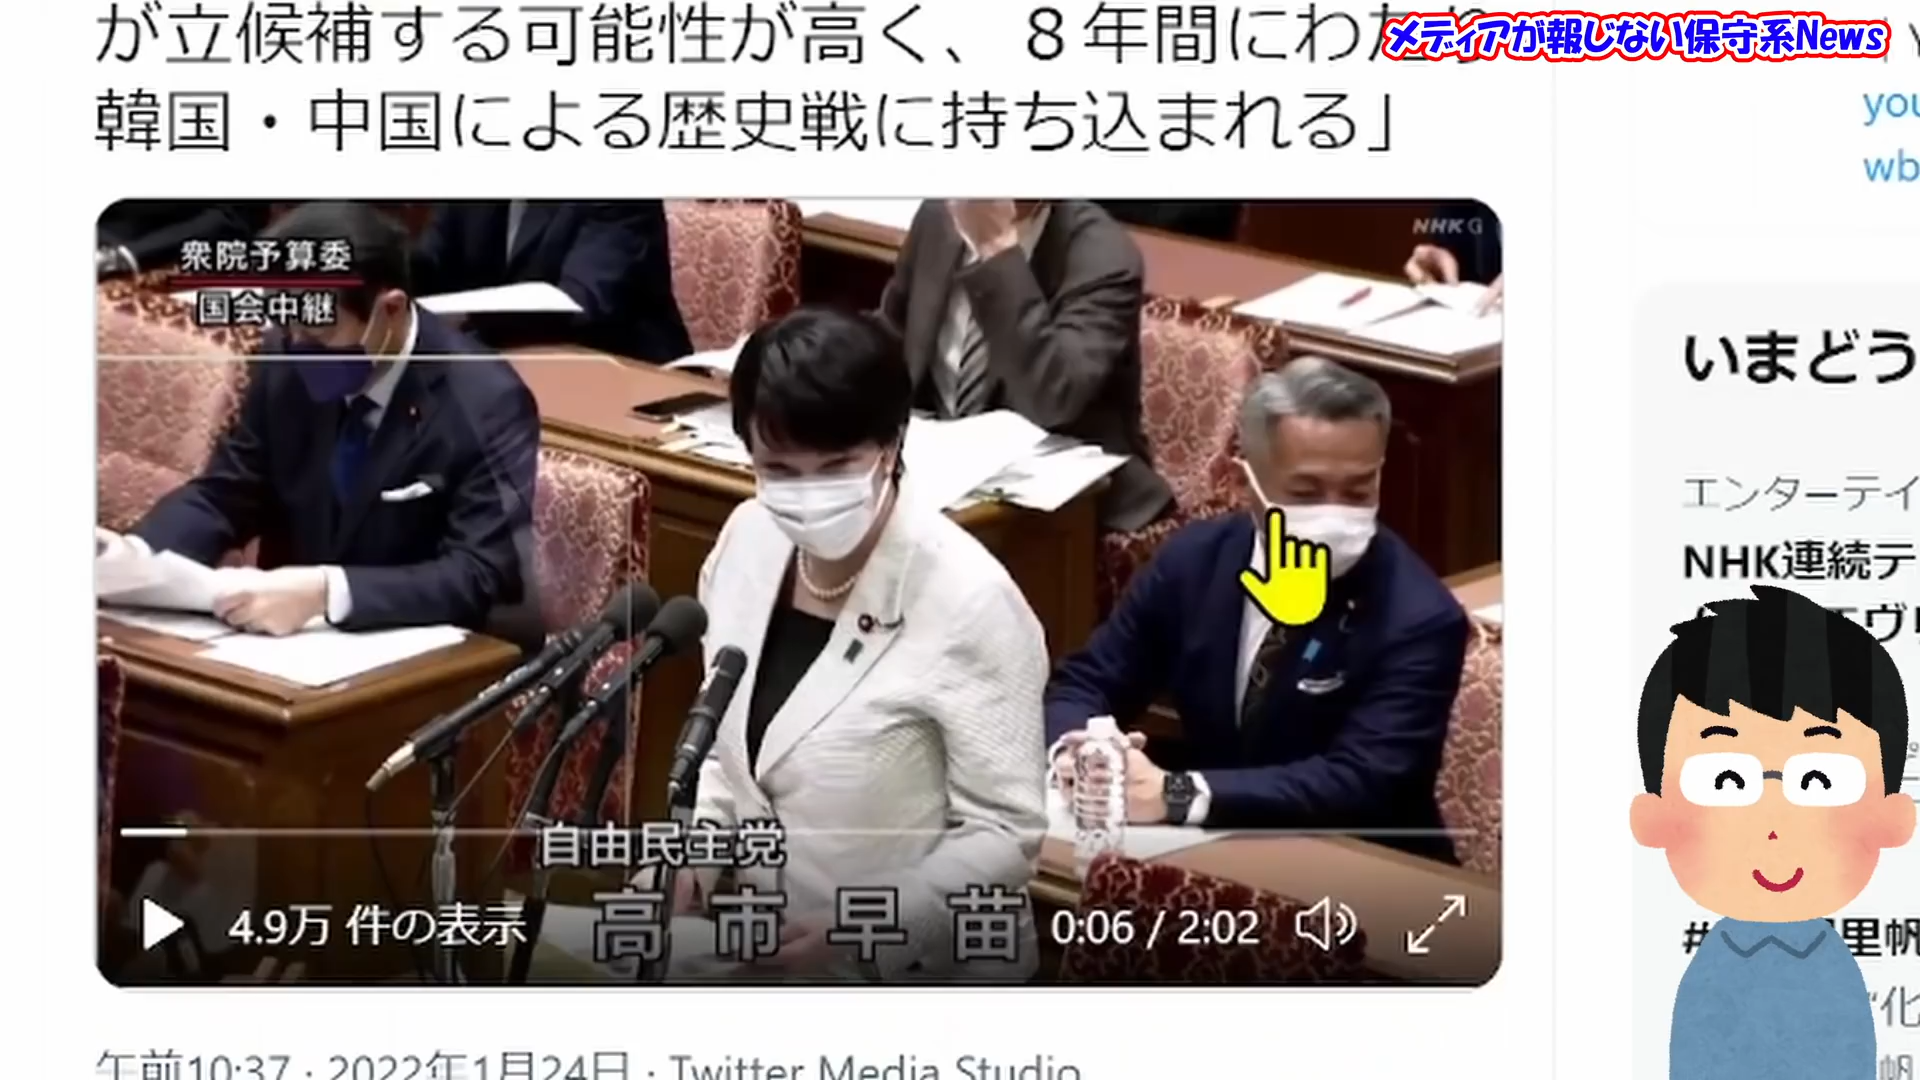 が立候補する可能性が高く、８年間にわたり
韓国・中国による歴史戦に持ち込まれる」
メディアが報じない保守系News
you
wb
衆院予算委
国会中継
NHK G
いまどう
エンターテイ
NHK連続テ
自由民主党
高市早苗
4.9万 件の表示
0:06 / 2:02
里帆
午前10:37 · 2022年1月24日 · Twitter Media Studio